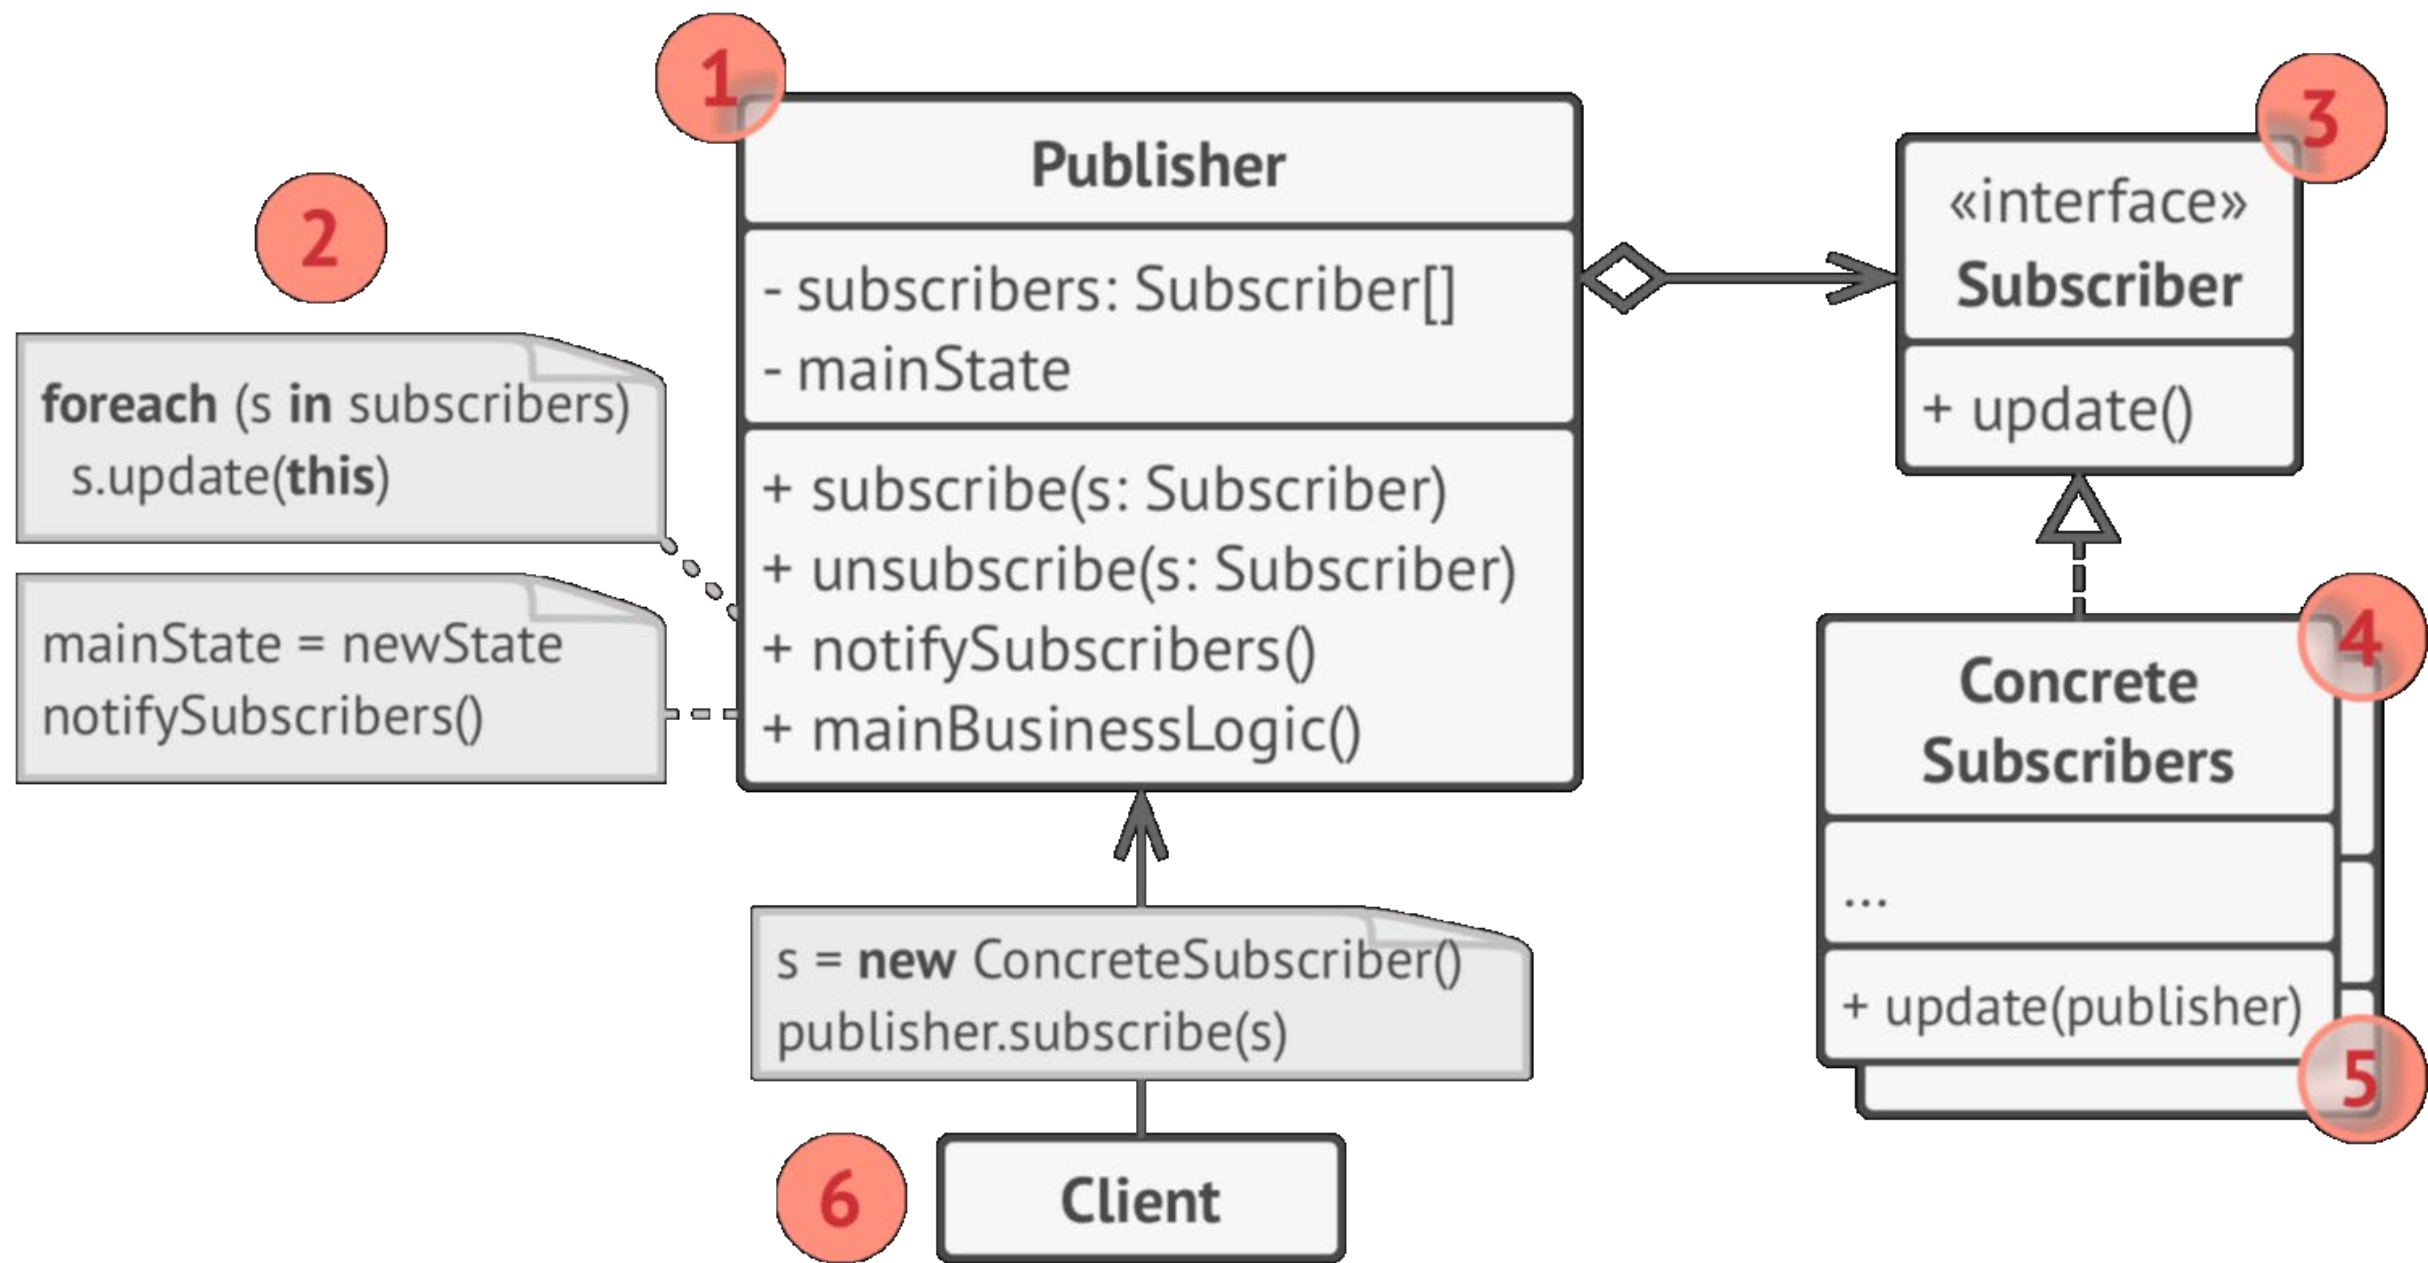 1
Publisher
- subscribers: Subscriber[]
- mainState
+ subscribe(s: Subscriber)
+ unsubscribe(s: Subscriber)
+ notifySubscribers()
+ mainBusinessLogic()
2
foreach (s in subscribers)
s.update(this)
mainState = newState
notifySubscribers()
3
«interface»
Subscriber
+ update()
4
Concrete
Subscribers
...
+ update(publisher)
5
s = new ConcreteSubscriber()
publisher.subscribe(s)
6
Client